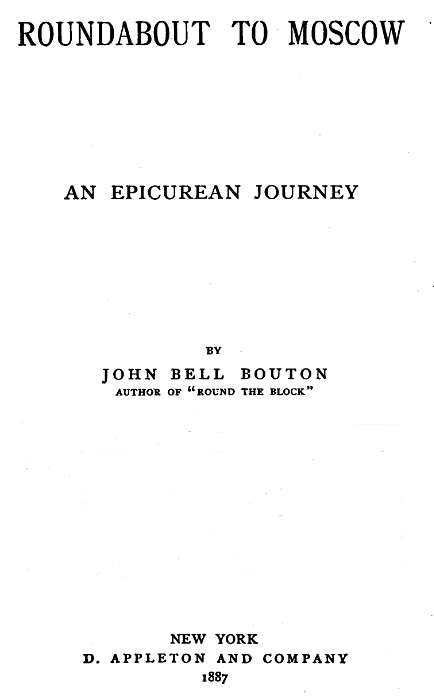 ROUNDABOUT TO MOSCOW
AN EPICUREAN JOURNEY
BY
JOHN BELL BOUTON
AUTHOR OF “ROUND THE BLOCK”
NEW YORK
D. APPLETON AND COMPANY
1887